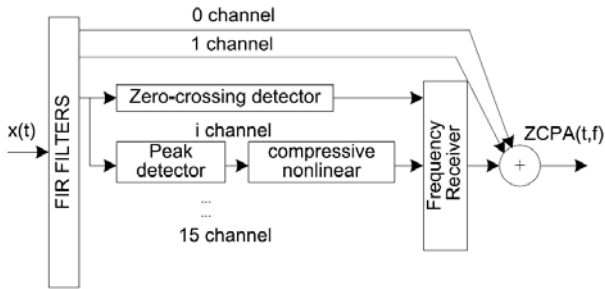 0 channel
1 channel
x(t)
FIR FILTERS
Zero-crossing detector
i channel
Peak
detector
compressive
nonlinear
...
...
15 channel
Frequency
Receiver
+
ZCPA(t,f)